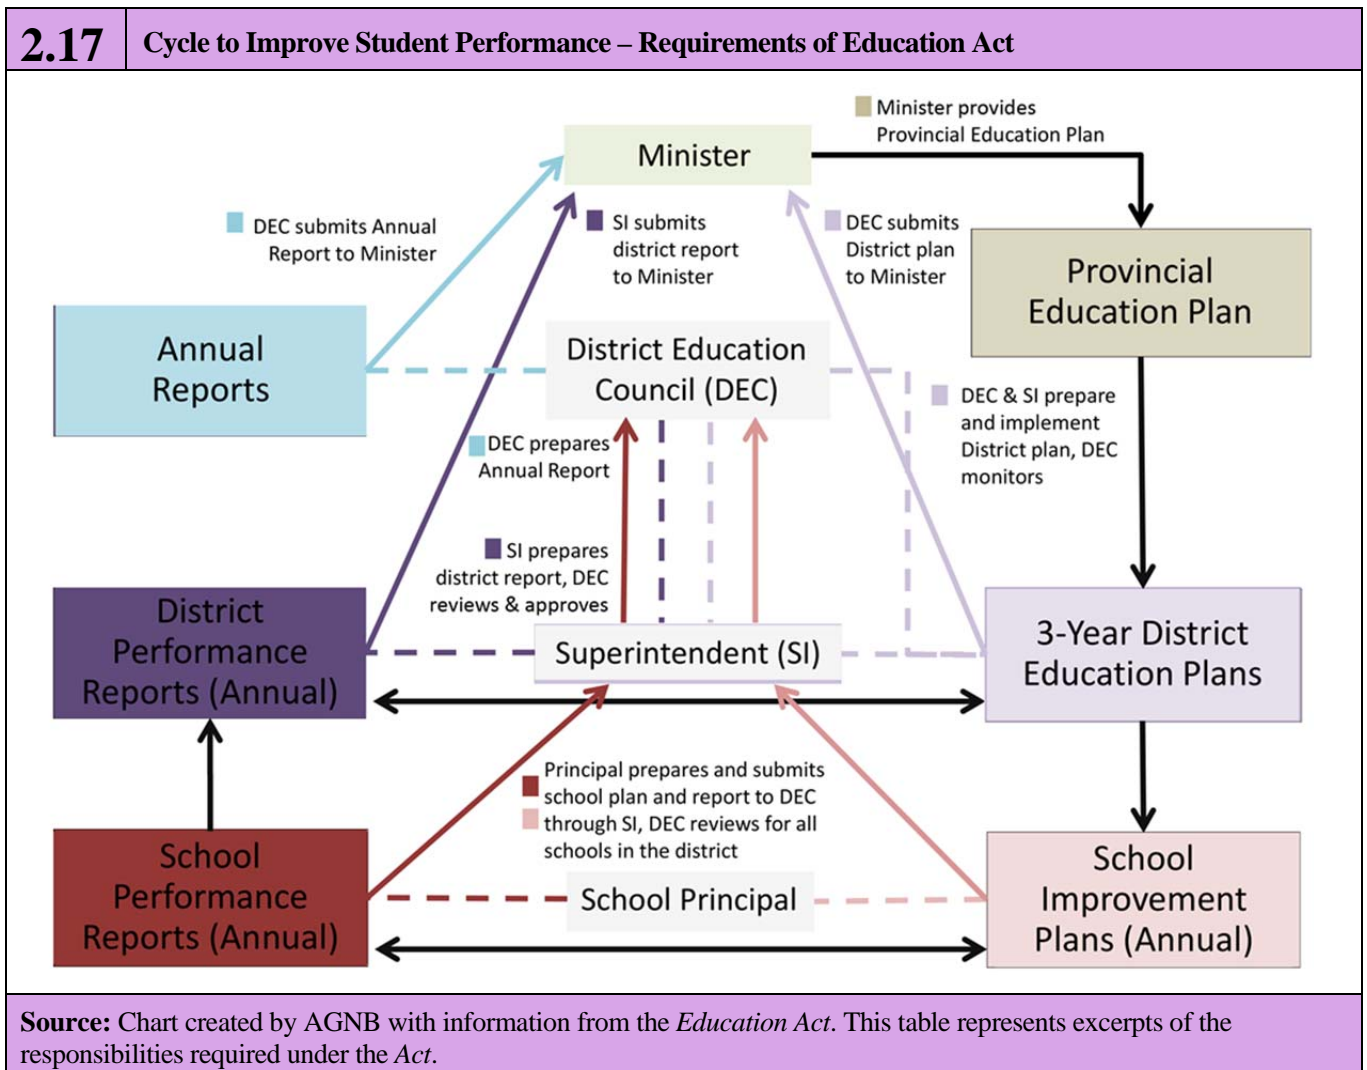 2.17
Cycle to Improve Student Performance – Requirements of Education Act
Minister provides
Provincial Education Plan
Minister
DEC submits Annual
Report to Minister
SI submits
district report
to Minister
DEC submits
District plan
to Minister
Provincial
Education Plan
Annual
Reports
District Education
Council (DEC)
DEC & SI prepare
and implement
District plan, DEC
monitors
DEC prepares
Annual Report
SI prepares
district report, DEC
reviews & approves
District
Performance
Reports (Annual)
Superintendent (SI)
3-Year District
Education Plans
Principal prepares and submits
school plan and report to DEC
through SI, DEC reviews for all
schools in the district
School
Performance
Reports (Annual)
School Principal
School
Improvement
Plans (Annual)
Source: Chart created by AGNB with information from the Education Act. This table represents excerpts of the
responsibilities required under the Act.